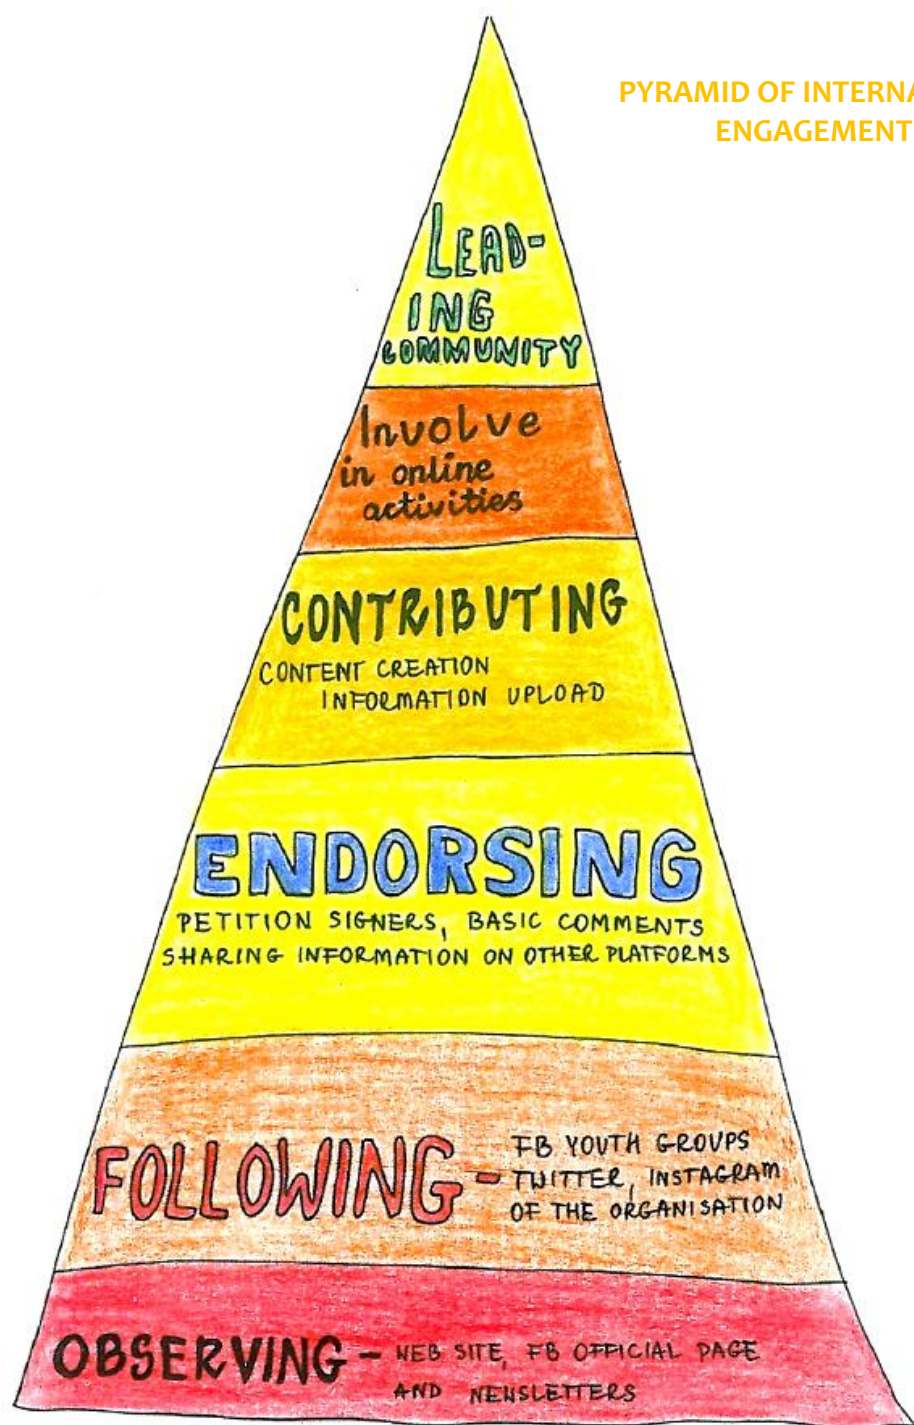 PYRAMID OF INTERNA
ENGAGEMENT
LEAD-
ING
COMMUNITY
Involve
in online
activities
CONTRIBUTING
CONTENT CREATION
INFORMATION UPLOAD
ENDORSING
PETITION SIGNERS, BASIC COMMENTS
SHARING INFORMATION ON OTHER PLATFORMS
FOLLOWING - FB YOUTH GROUPS
TWITTER, INSTAGRAM
OF THE ORGANISATION
OBSERVING - WEB SITE, FB OFFICIAL PAGE
AND NEWSLETTERS